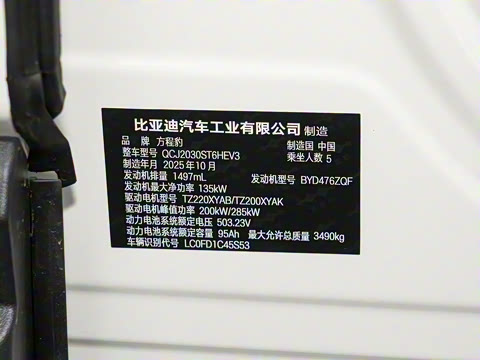 比亚迪汽车工业有限公司 制造
品 牌 方程豹 制造国 中国
整车型号 QCJ2030ST6HEV3 乘坐人数 5
制造年月 2025年10月
发动机排量 1497mL 发动机型号 BYD476ZQF
发动机最大净功率 135kW
驱动电机型号 TZ220XYAB/TZ200XYAK
驱动电机峰值功率 200kW/285kW
动力电池系统额定电压 503.23V
动力电池系统额定容量 95Ah 最大允许总质量 3490kg
车辆识别代号 LC0FD1C45S53